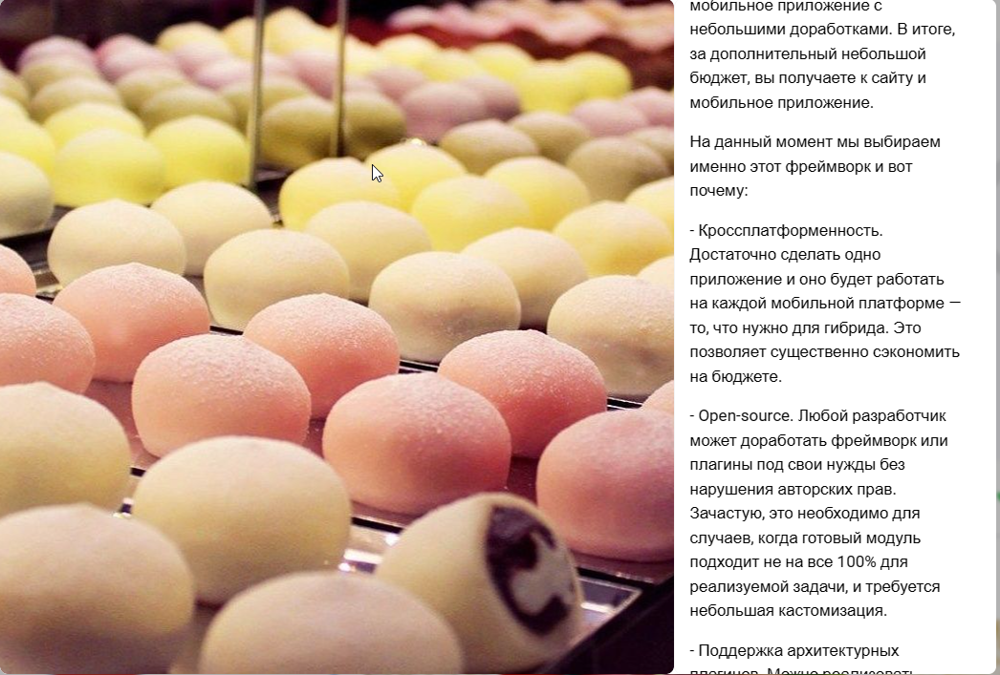 мобильное приложение с
небольшими доработками. В итоге,
за дополнительный небольшой
бюджет, вы получаете к сайту и
мобильное приложение.
На данный момент мы выбираем
именно этот фреймворк и вот
почему:
- Кроссплатформенность.
Достаточно сделать одно
приложение и оно будет работать
на каждой мобильной платформе —
то, что нужно для гибрида. Это
позволяет существенно сэкономить
на бюджете.
- Open-source. Любой разработчик
может доработать фреймворк или
плагины под свои нужды без
нарушения авторских прав.
Зачастую, это необходимо для
случаев, когда готовый модуль
подходит не на все 100% для
реализуемой задачи, и требуется
небольшая кастомизация.
- Поддержка архитектурных
плагинов. Можно реализовать